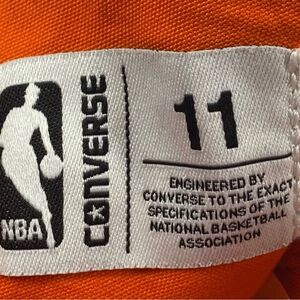 NBA
CONVERSE
11
ENGINEERED BY
CONVERSE TO THE EXACT
SPECIFICATIONS OF THE
NATIONAL BASKETBALL
ASSOCIATION